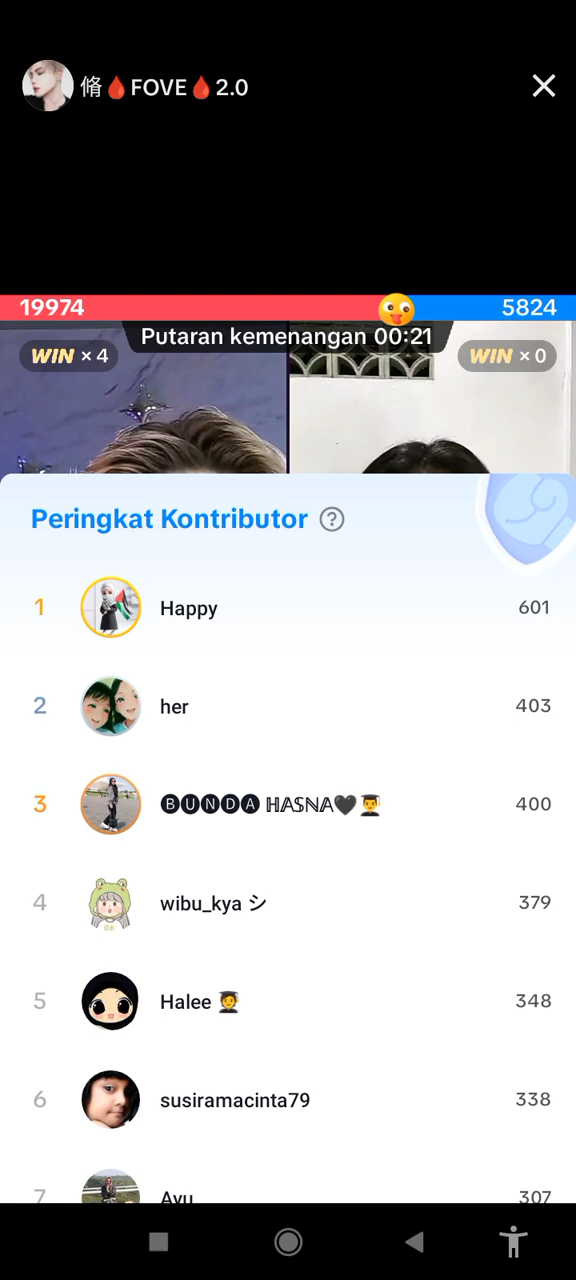 脩🩸FOVE🩸2.0
19974
5824
Putaran kemenangan 00:21
WIN × 4
WIN × 0
Peringkat Kontributor ?
1 Happy 601
2 her 403
3 🅑🅤🅝🅓🅐 ℍ𝔸𝕊ℕ𝔸🖤👨‍🎓 400
4 wibu_kya シ 379
5 Halee 🧑‍🎓 348
6 susiramacinta79 338
7 Ayu 307